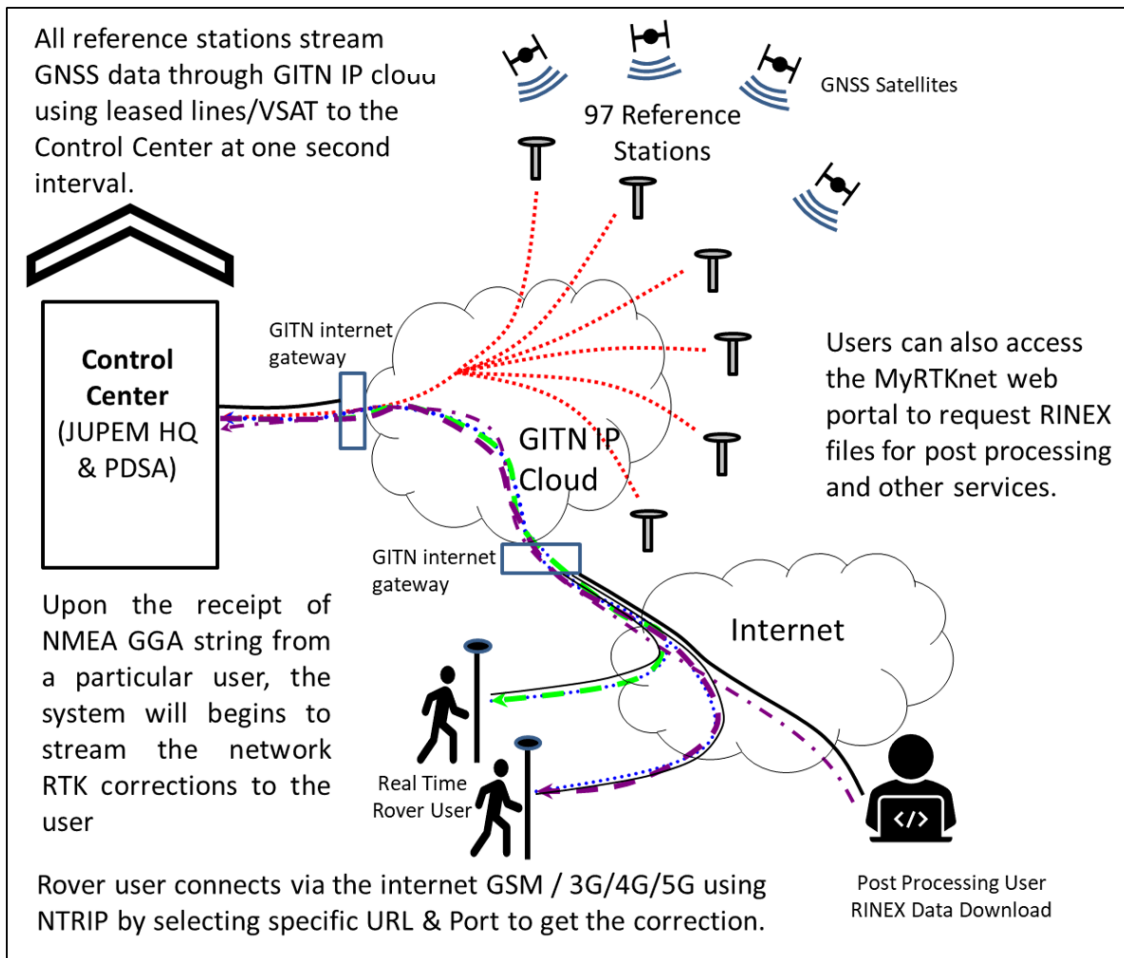 All reference stations stream
GNSS data through GITN IP cloud
using leased lines/VSAT to the
Control Center at one second
interval.
GNSS Satellites
97 Reference
Stations
GITN internet
gateway
Control
Center
(JUPEM HQ
& PDSA)
GITN IP
Cloud
Users can also access
the MyRTKnet web
portal to request RINEX
files for post processing
and other services.
GITN internet
gateway
Upon the receipt of
NMEA GGA string from
a particular user, the
system will begins to
stream the network
RTK corrections to the
user
Internet
Real Time
Rover User
</>
Post Processing User
RINEX Data Download
Rover user connects via the internet GSM / 3G/4G/5G using
NTRIP by selecting specific URL & Port to get the correction.